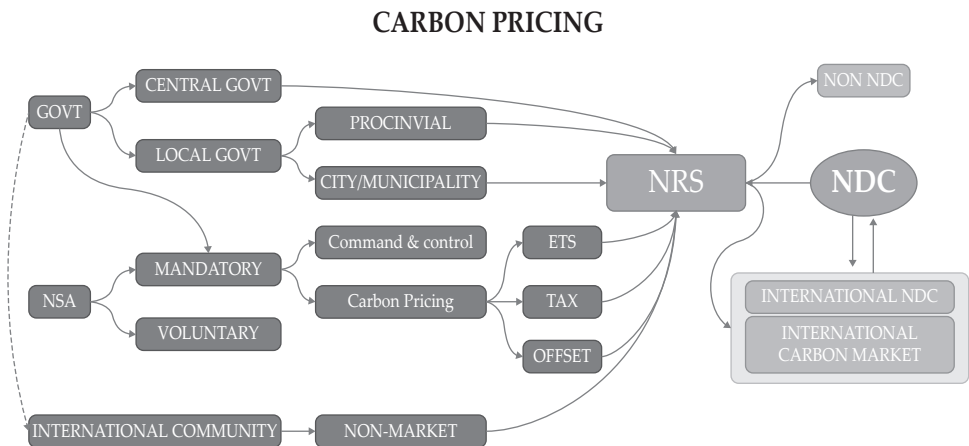 CARBON PRICING
GOVT
CENTRAL GOVT
LOCAL GOVT
PROCINVIAL
CITY/MUNICIPALITY
NSA
MANDATORY
VOLUNTARY
Command & control
Carbon Pricing
ETS
TAX
OFFSET
INTERNATIONAL COMMUNITY
NON-MARKET
NRS
NON NDC
NDC
INTERNATIONAL NDC
INTERNATIONAL
CARBON MARKET